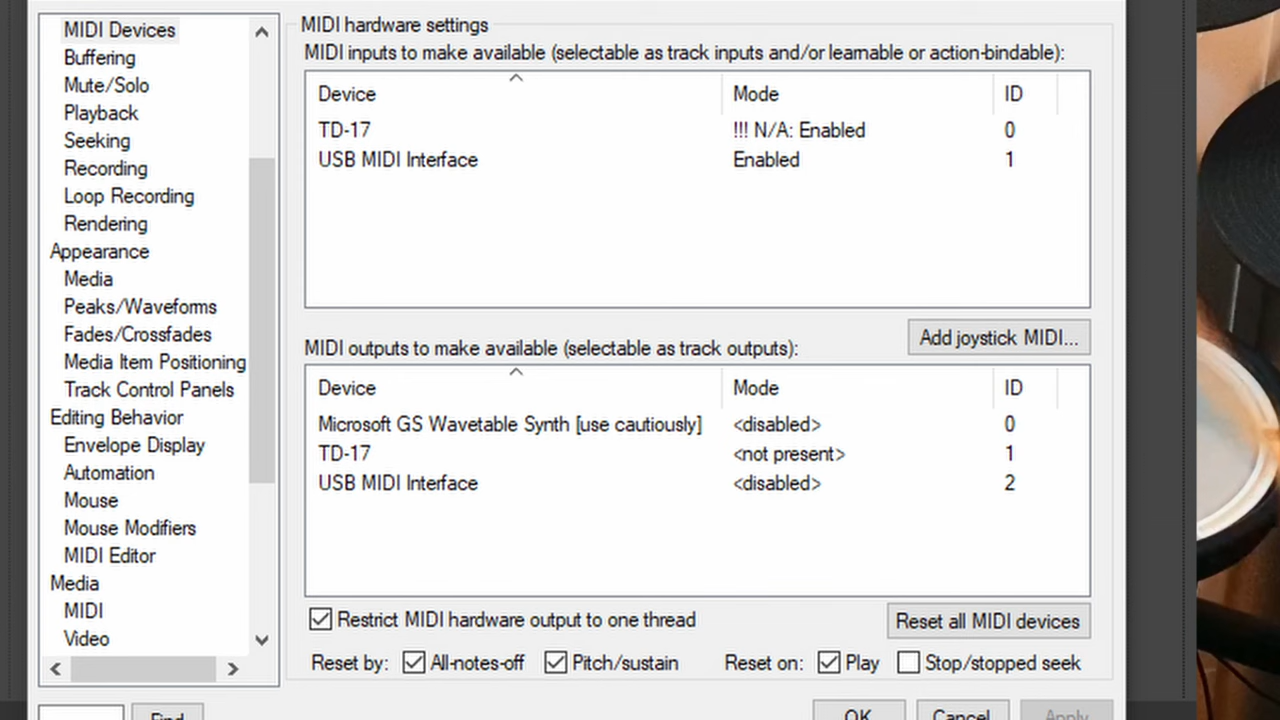 MIDI Devices
Buffering
Mute/Solo
Playback
Seeking
Recording
Loop Recording
Rendering
Appearance
Media
Peaks/Waveforms
Fades/Crossfades
Media Item Positioning
Track Control Panels
Editing Behavior
Envelope Display
Automation
Mouse
Mouse Modifiers
MIDI Editor
Media
MIDI
Video
Find
MIDI hardware settings
MIDI inputs to make available (selectable as track inputs and/or learnable or action-bindable):
Device Mode ID
TD-17 !!! N/A: Enabled 0
USB MIDI Interface Enabled 1
Add joystick MIDI...
MIDI outputs to make available (selectable as track outputs):
Device Mode ID
Microsoft GS Wavetable Synth [use cautiously] <disabled> 0
TD-17 <not present> 1
USB MIDI Interface <disabled> 2
Restrict MIDI hardware output to one thread
Reset all MIDI devices
Reset by: All-notes-off Pitch/sustain Reset on: Play Stop/stopped seek
OK Cancel Apply